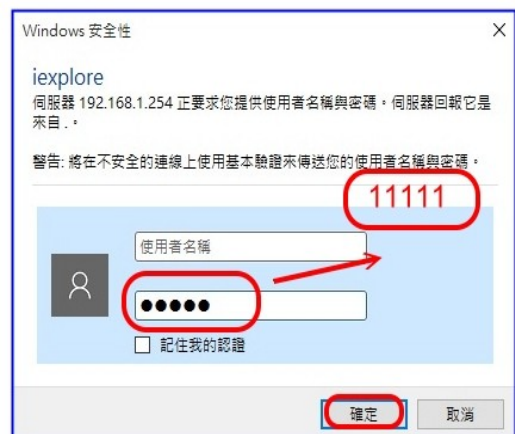 Windows 安全性
iexplore
伺服器 192.168.1.254 正要求您提供使用者名稱與密碼。伺服器回報它是
來自 . 。
警告: 將在不安全的連線上使用基本驗證來傳送您的使用者名稱與密碼。
11111
使用者名稱
●●●●●
記住我的認證
確定
取消